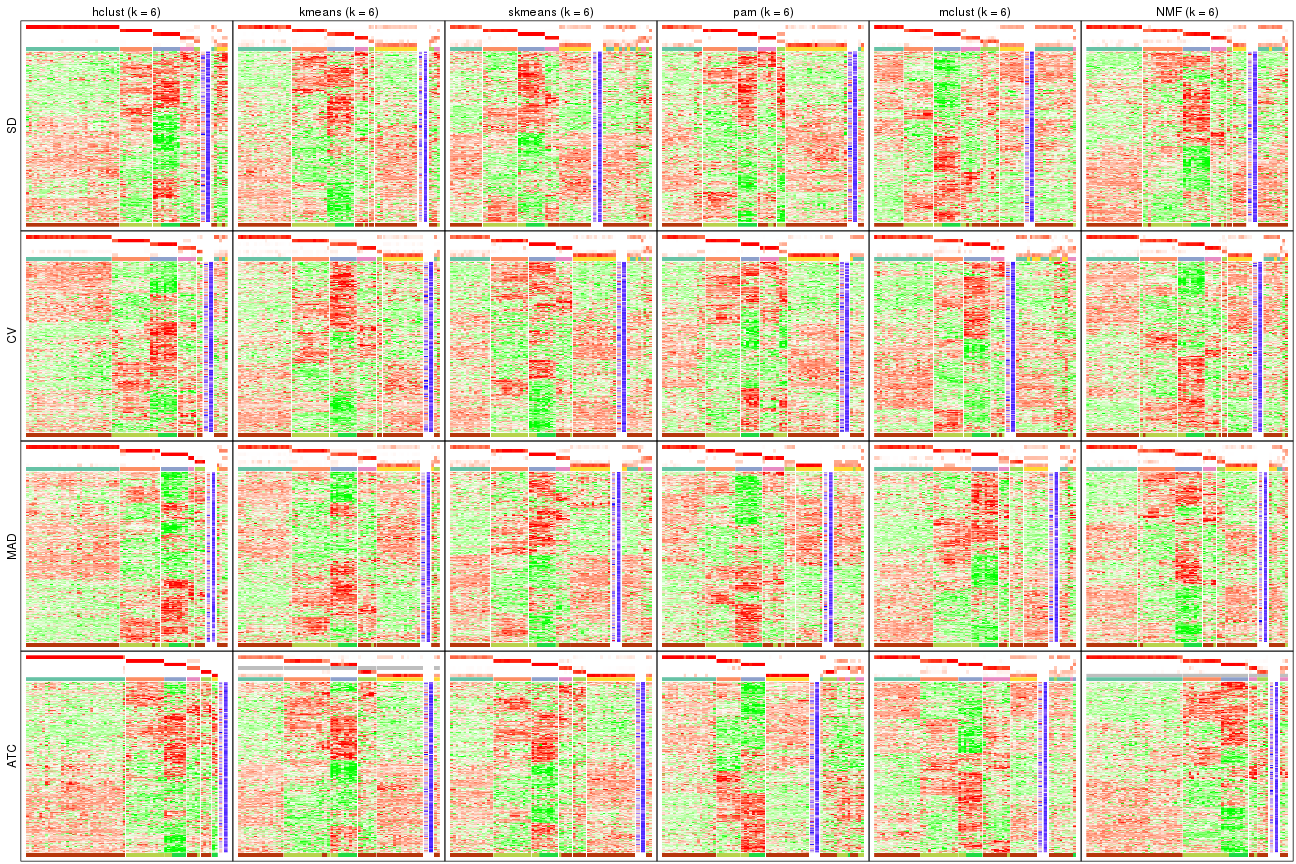 hclust (k = 6) kmeans (k = 6) skmeans (k = 6) pam (k = 6) mclust (k = 6) NMF (k = 6)
SD
CV
MAD
ATC